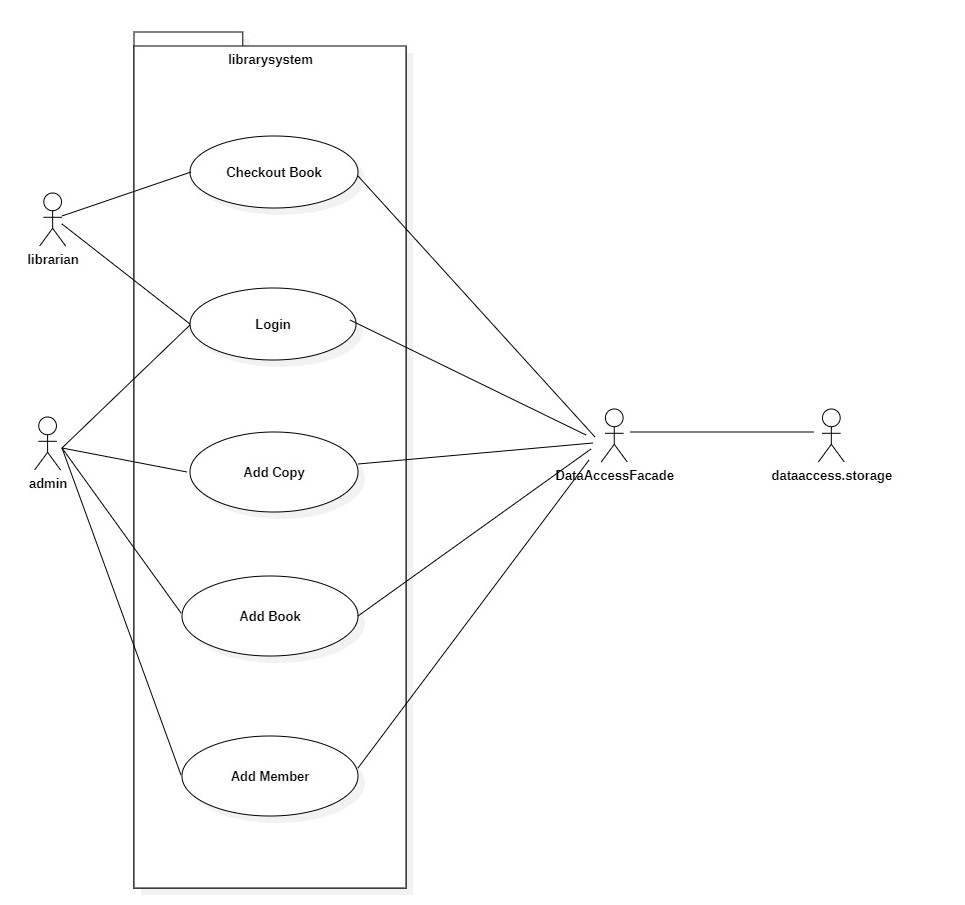 librarysystem
Checkout Book
librarian
Login
Add Copy
admin
DataAccessFacade
dataaccess.storage
Add Book
Add Member